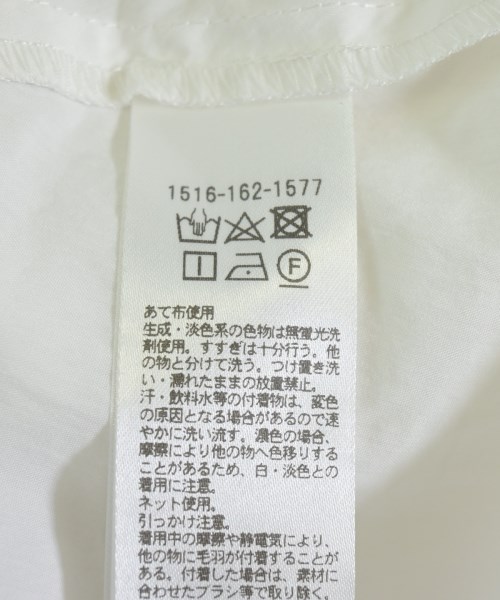 1516-162-1577
F
あて布使用
生成・淡色系の色物は無蛍光洗
剤使用。すすぎは十分行う。他
の物と分けて洗う。つけ置き洗
い・濡れたままの放置禁止。
汗・飲料水等の付着物は、変色
の原因となる場合があるので速
やかに洗い流す。濃色の場合、
摩擦により他の物へ色移りする
ことがあるため、白・淡色との
着用に注意。
ネット使用。
引っかけ注意。
着用中の摩擦や静電気により、
他の物に毛羽が付着することが
ある。付着した場合は、素材に
合わせたブラシ等で取り除く。